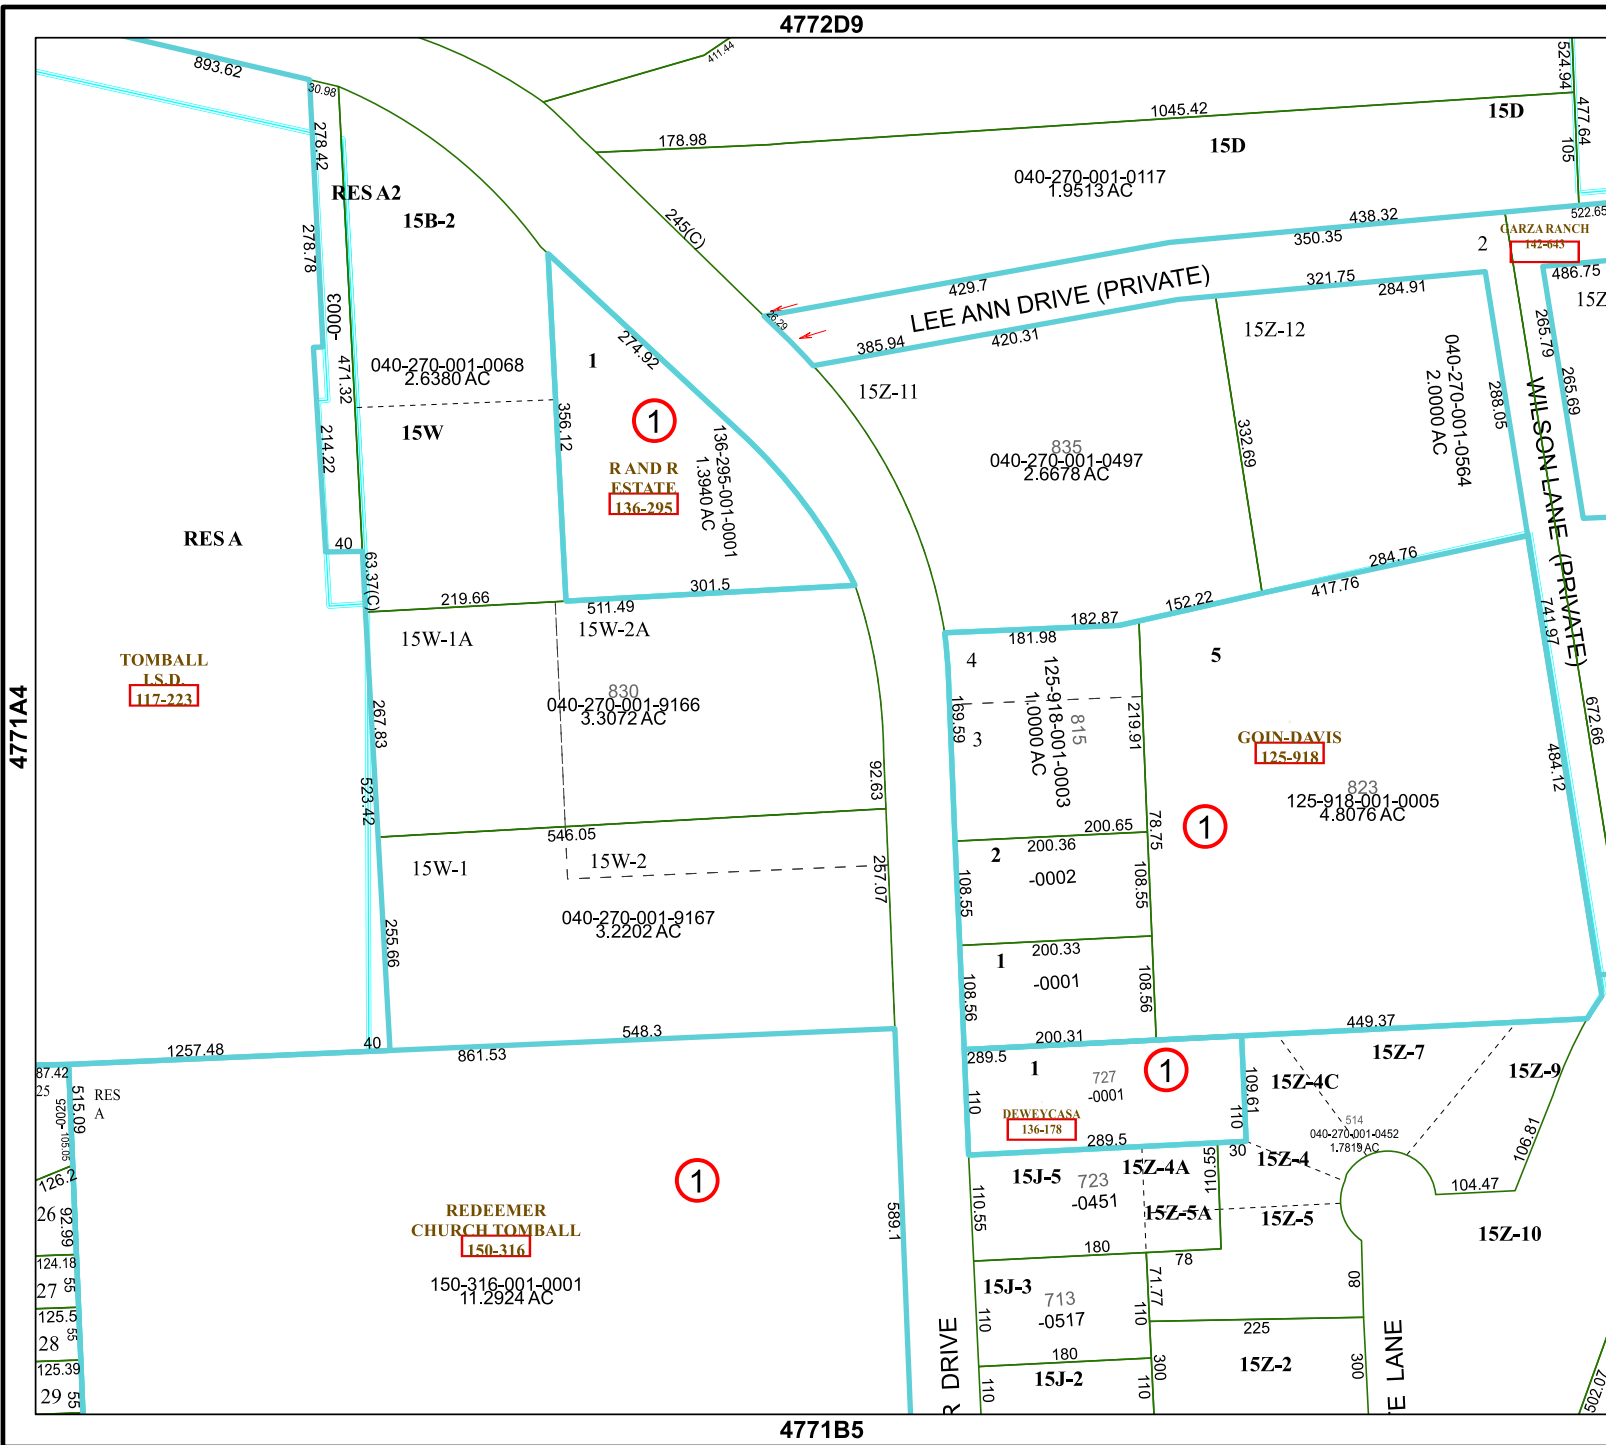 4772D9
893.62
30.98
411.44
524.94
477.64
105
1045.42
15D
178.98
15D
040-270-001-0117
1.9513 AC
278.42
RES A2
15B-2
245(C)
438.32
522.65
350.35
2
GARZA RANCH
142-643
486.75
15Z
278.78
-0003
471.32
429.7
LEE ANN DRIVE (PRIVATE)
321.75
284.91
26.29
385.94
420.31
15Z-12
265.79
265.69
274.92
1
040-270-001-0068
2.6380 AC
15Z-11
040-270-001-0564
2.0000 AC
288.05
WILSON LANE (PRIVATE)
356.12
1
15W
214.22
136-295-001-0001
1.3940 AC
R AND R
ESTATE
136-295
835
040-270-001-0497
2.6678 AC
332.69
RES A
40
63.37(C)
284.76
417.76
219.66
301.5
511.49
152.22
182.87
181.98
741.97
15W-1A
15W-2A
4
5
TOMBALL
I.S.D.
117-223
830
040-270-001-9166
3.3072 AC
267.83
523.42
169.59
3
125-918-001-0003
1.0000 AC
815
219.91
GOIN-DAVIS
125-918
823
125-918-001-0005
4.8076 AC
484.12
672.66
4771A4
92.63
546.05
200.65
78.75
1
15W-1
15W-2
257.07
200.36
2
-0002
108.55
108.55
040-270-001-9167
3.2202 AC
255.66
200.33
1
-0001
108.56
108.56
548.3
200.31
449.37
1257.48
40
861.53
289.5
1
727
-0001
1
109.61
110
110
15Z-4C
15Z-7
15Z-9
DEWEYCASA
136-178
289.5
30
514
040-270-001-0452
1.7819 AC
106.81
87.42
25
-0025
105.05
515.09
RES
A
126.2
26
92.99
124.18
27
55
125.5
28
55
125.39
29
55
1
REDEEMER
CHURCH TOMBALL
150-316
150-316-001-0001
11.2924 AC
589.1
15J-5
15Z-4A
110.55
15Z-4
723
-0451
110.55
15Z-5A
15Z-5
104.47
15Z-10
180
78
15J-3
713
-0517
110
110
71.77
80
225
180
15J-2
110
110
300
15Z-2
300
R DRIVE
E LANE
502.07
4771B5